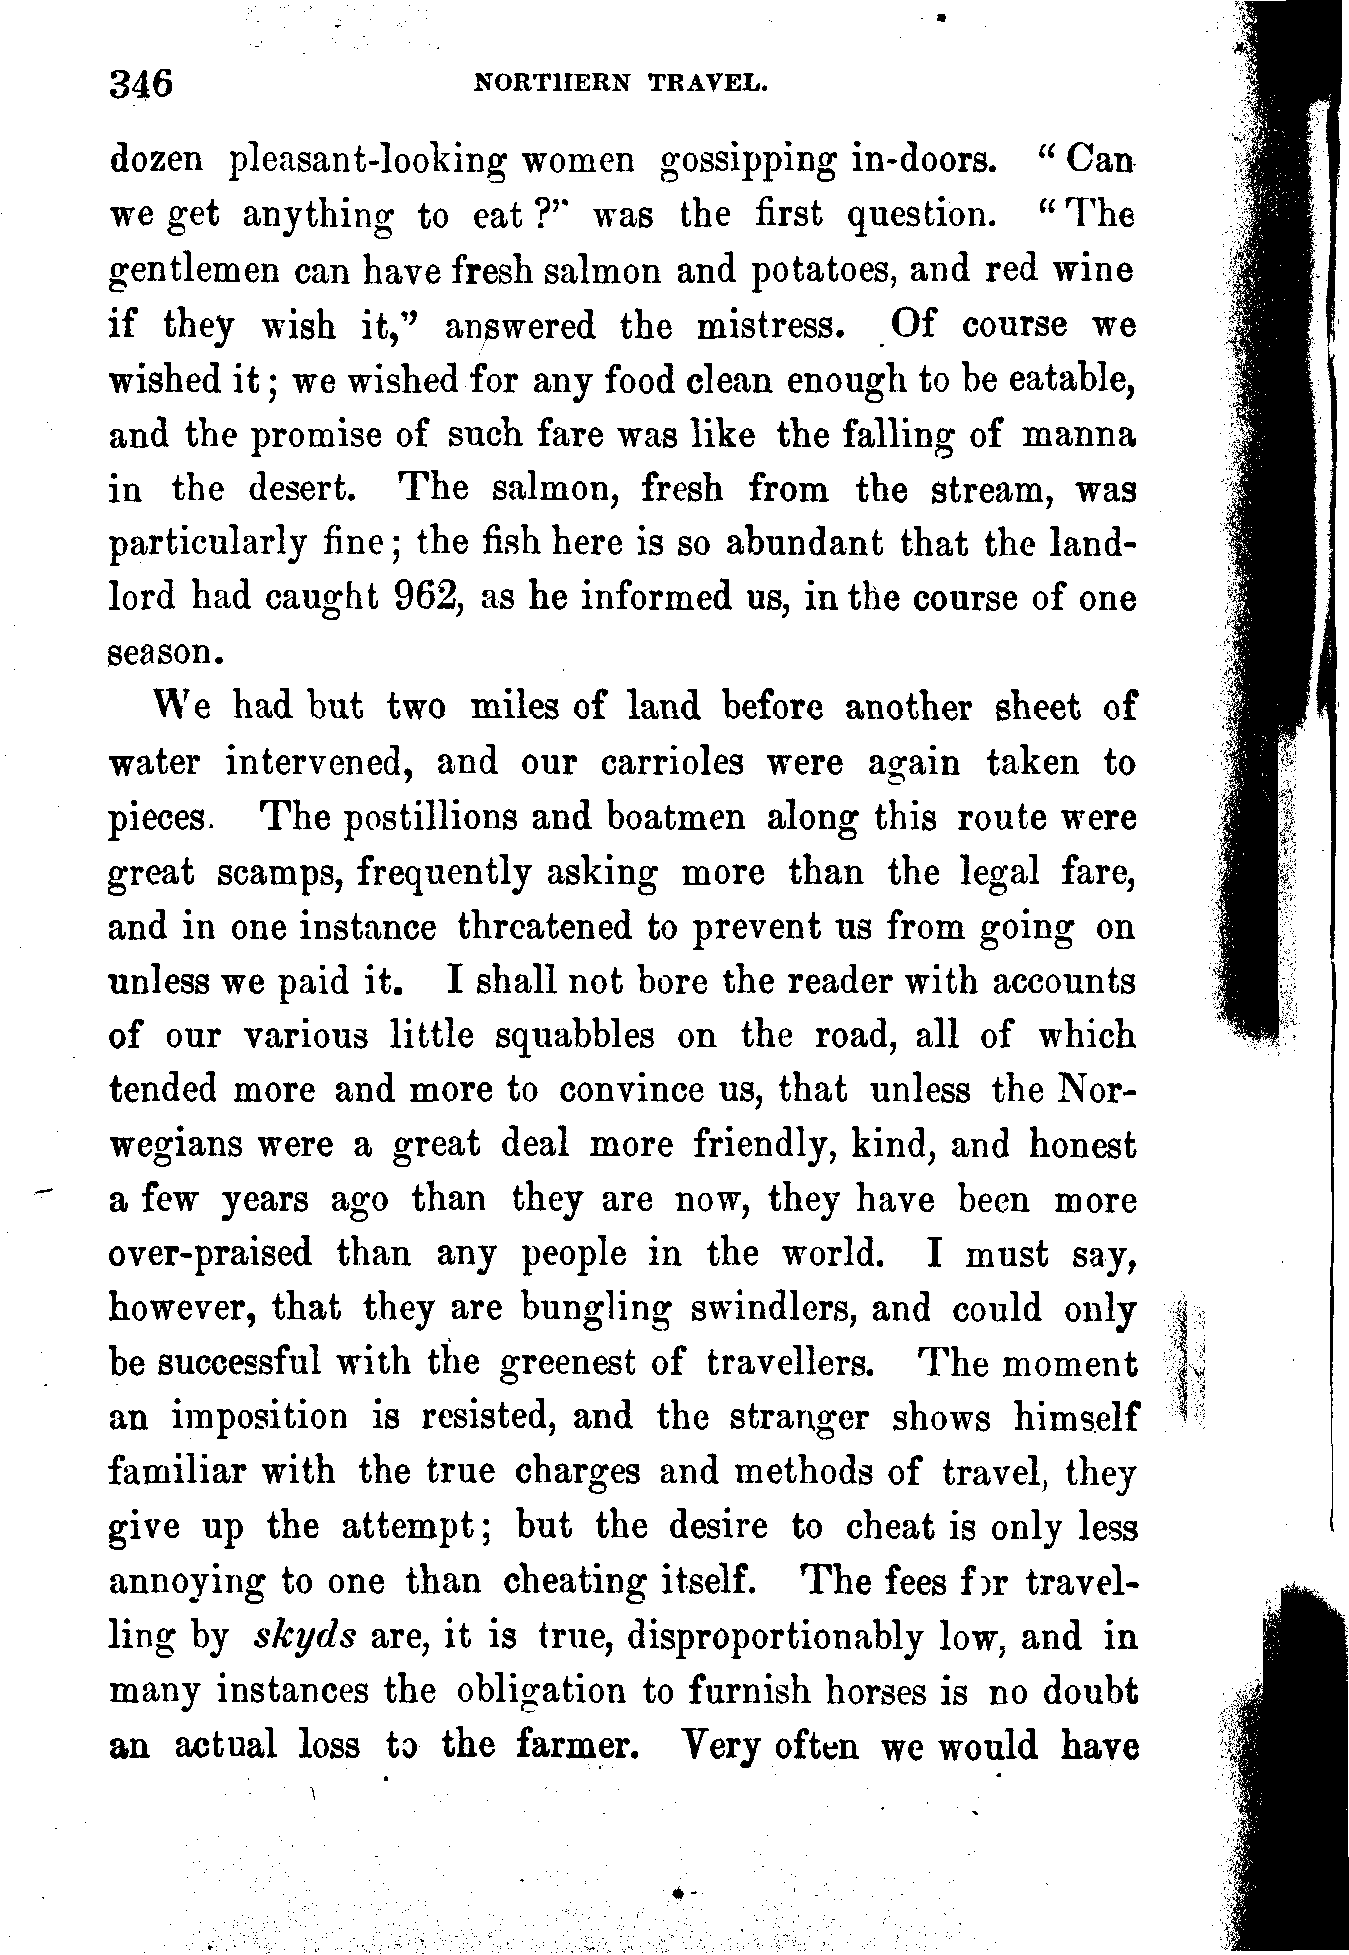 346 NORTHERN TRAVEL.
dozen pleasant-looking women gossipping in-doors. “Can
we get anything to eat?” was the first question. “The
gentlemen can have fresh salmon and potatoes, and red wine
if they wish it,” answered the mistress. Of course we
wished it; we wished for any food clean enough to be eatable,
and the promise of such fare was like the falling of manna
in the desert. The salmon, fresh from the stream, was
particularly fine; the fish here is so abundant that the land-
lord had caught 962, as he informed us, in the course of one
season.
We had but two miles of land before another sheet of
water intervened, and our carrioles were again taken to
pieces. The postillions and boatmen along this route were
great scamps, frequently asking more than the legal fare,
and in one instance threatened to prevent us from going on
unless we paid it. I shall not bore the reader with accounts
of our various little squabbles on the road, all of which
tended more and more to convince us, that unless the Nor-
wegians were a great deal more friendly, kind, and honest
a few years ago than they are now, they have been more
over-praised than any people in the world. I must say,
however, that they are bungling swindlers, and could only
be successful with the greenest of travellers. The moment
an imposition is resisted, and the stranger shows himself
familiar with the true charges and methods of travel, they
give up the attempt; but the desire to cheat is only less
annoying to one than cheating itself. The fees for travel-
ling by skyds are, it is true, disproportionably low, and in
many instances the obligation to furnish horses is no doubt
an actual loss to the farmer. Very often we would have